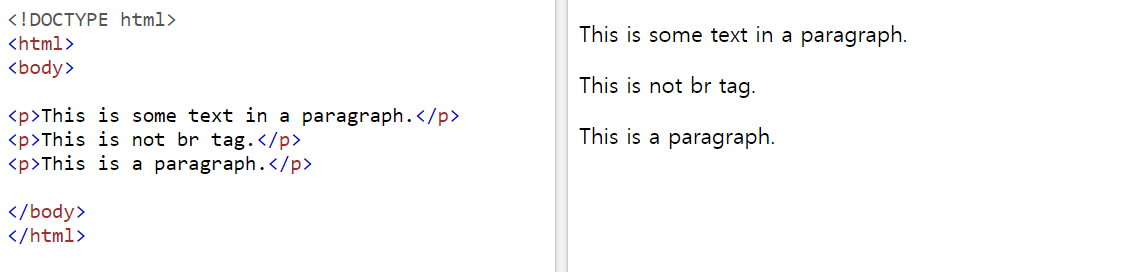 <!DOCTYPE html>
<html>
<body>
<p>This is some text in a paragraph.</p>
<p>This is not br tag.</p>
<p>This is a paragraph.</p>
</body>
</html>
This is some text in a paragraph.
This is not br tag.
This is a paragraph.